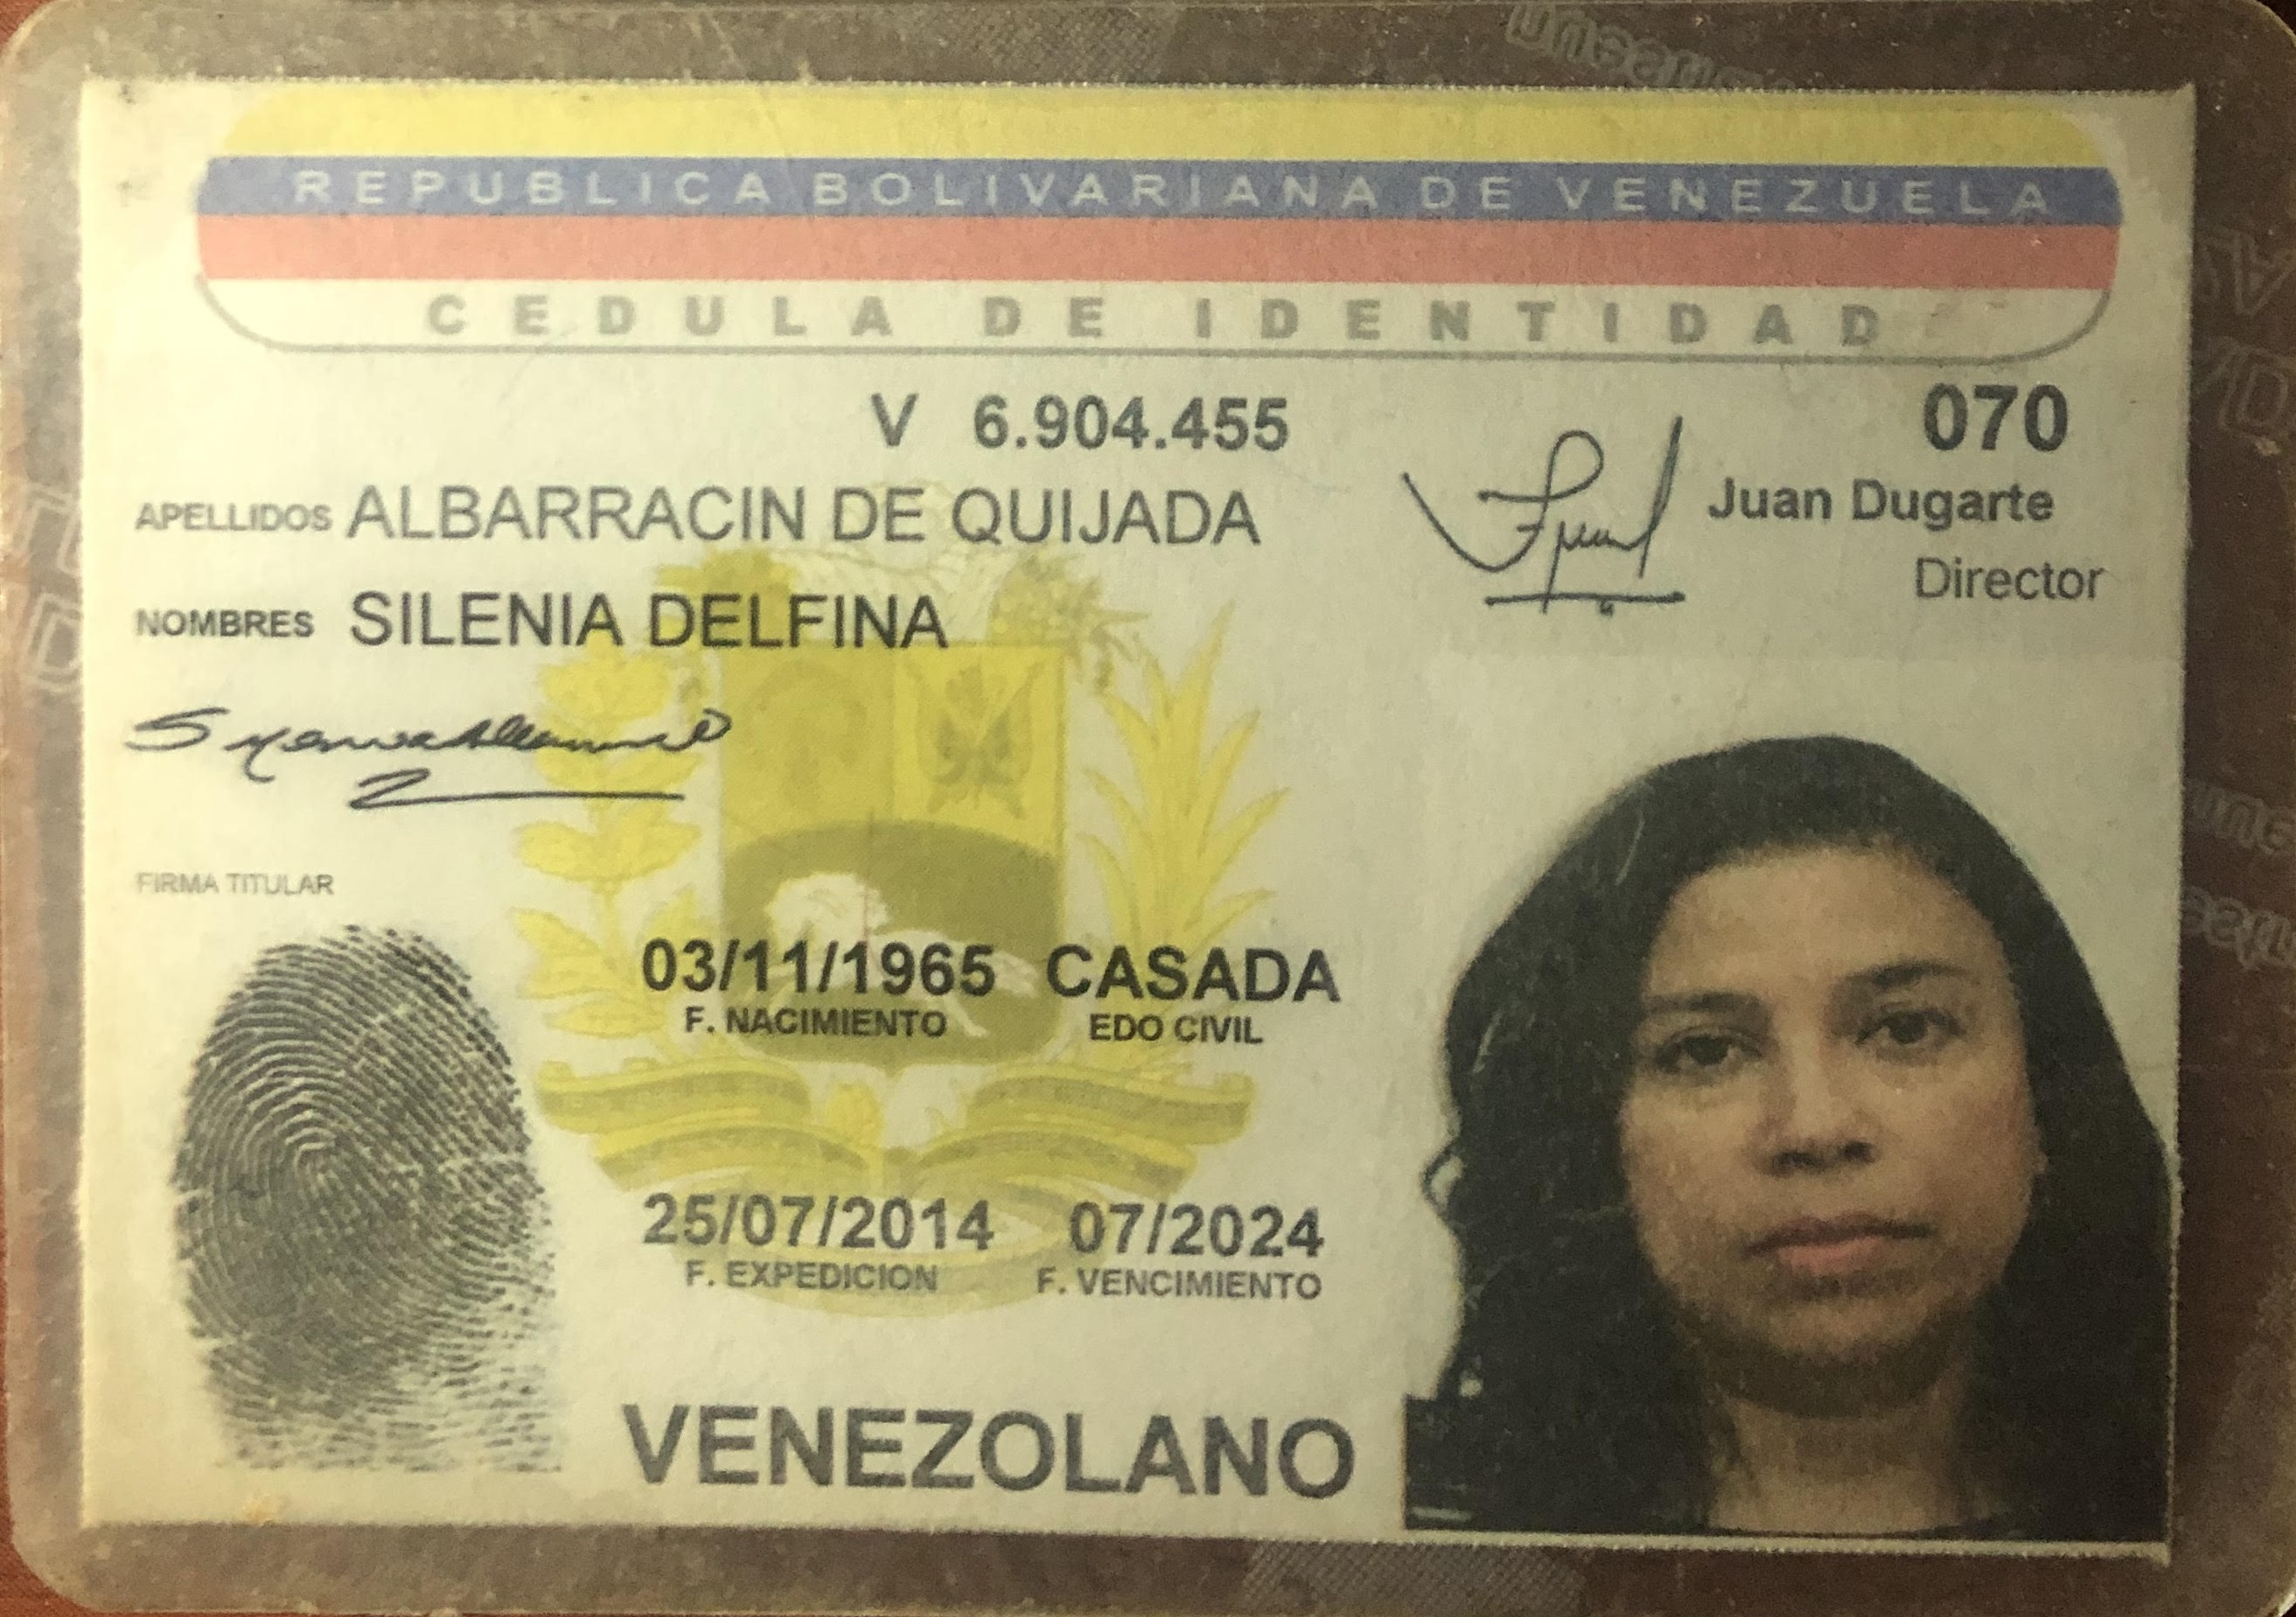 REPUBLICA BOLIVARIANA DE VENEZUELA
CEDULA DE IDENTIDAD
V 6.904.455
070
APELLIDOS ALBARRACIN DE QUIJADA
Juan Dugarte
Director
NOMBRES SILENIA DELFINA
FIRMA TITULAR
03/11/1965 CASADA
F. NACIMIENTO EDO CIVIL
25/07/2014 07/2024
F. EXPEDICION F. VENCIMIENTO
VENEZOLANO